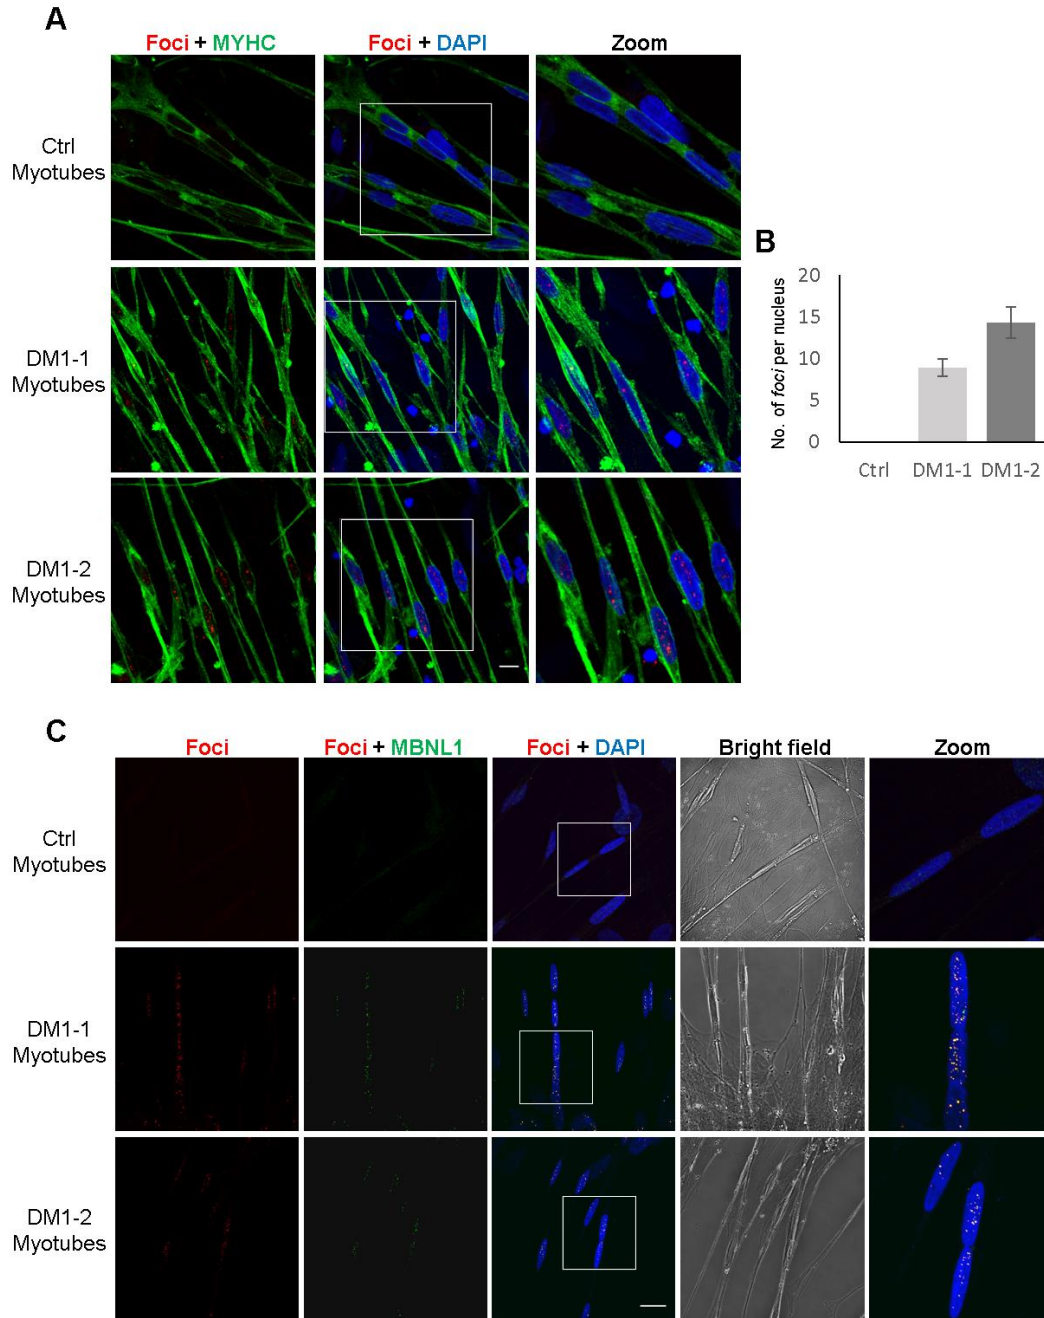 A
Foci + MYHC
Foci + DAPI
Zoom
Ctrl
Myotubes
DM1-1
Myotubes
DM1-2
Myotubes
B
No. of foci per nucleus
20
15
10
5
0
Ctrl
DM1-1
DM1-2
C
Foci
Foci + MBNL1
Foci + DAPI
Bright field
Zoom
Ctrl
Myotubes
DM1-1
Myotubes
DM1-2
Myotubes